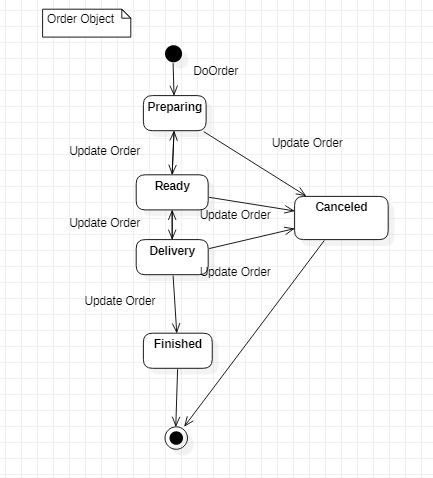 Order Object
DoOrder
Preparing
Update Order
Update Order
Ready
Canceled
Update Order
Update Order
Delivery
Update Order
Update Order
Finished